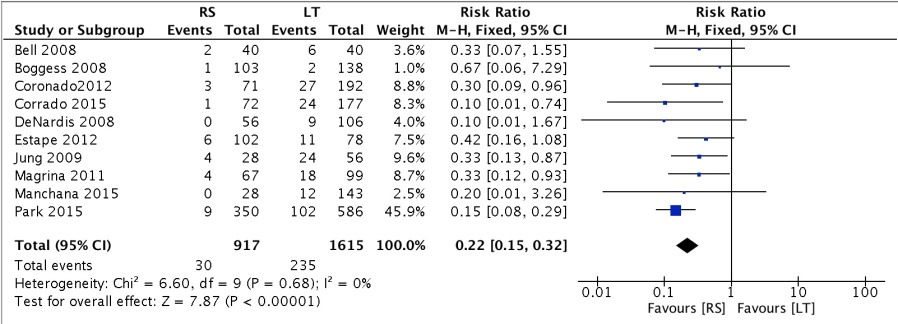 RS LT Risk Ratio Risk Ratio
Study or Subgroup Events Total Events Total Weight M-H, Fixed, 95% CI M-H, Fixed, 95% CI
Bell 2008 2 40 6 40 3.6% 0.33 [0.07, 1.55]
Boggess 2008 1 103 2 138 1.0% 0.67 [0.06, 7.29]
Coronado2012 3 71 27 192 8.8% 0.30 [0.09, 0.96]
Corrado 2015 1 72 24 177 8.3% 0.10 [0.01, 0.74]
DeNardis 2008 0 56 9 106 4.0% 0.10 [0.01, 1.67]
Estape 2012 6 102 11 78 7.5% 0.42 [0.16, 1.08]
Jung 2009 4 28 24 56 9.6% 0.33 [0.13, 0.87]
Magrina 2011 4 67 18 99 8.7% 0.33 [0.12, 0.93]
Manchana 2015 0 28 12 143 2.5% 0.20 [0.01, 3.26]
Park 2015 9 350 102 586 45.9% 0.15 [0.08, 0.29]
Total (95% CI) 917 1615 100.0% 0.22 [0.15, 0.32]
Total events 30 235
Heterogeneity: Chi² = 6.60, df = 9 (P = 0.68); I² = 0%
Test for overall effect: Z = 7.87 (P < 0.00001)
0.01 0.1 1 10 100
Favours [RS] Favours [LT]